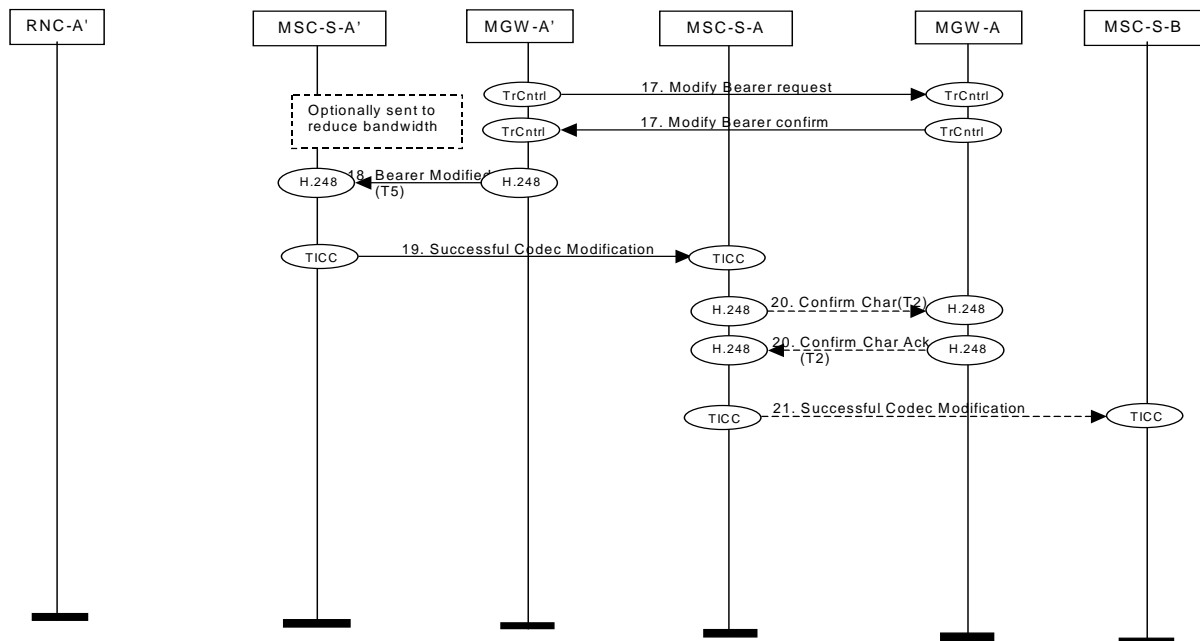 RNC-A'
MSC-S-A'
MGW-A'
MSC-S-A
MGW-A
MSC-S-B
TrCntrl
17. Modify Bearer request
TrCntrl
Optionally sent to
reduce bandwidth
TrCntrl
17. Modify Bearer confirm
TrCntrl
H.248
18. Bearer Modified
(T5)
H.248
TICC
19. Successful Codec Modification
TICC
H.248
20. Confirm Char(T2)
H.248
H.248
20. Confirm Char Ack
(T2)
H.248
TICC
21. Successful Codec Modification
TICC